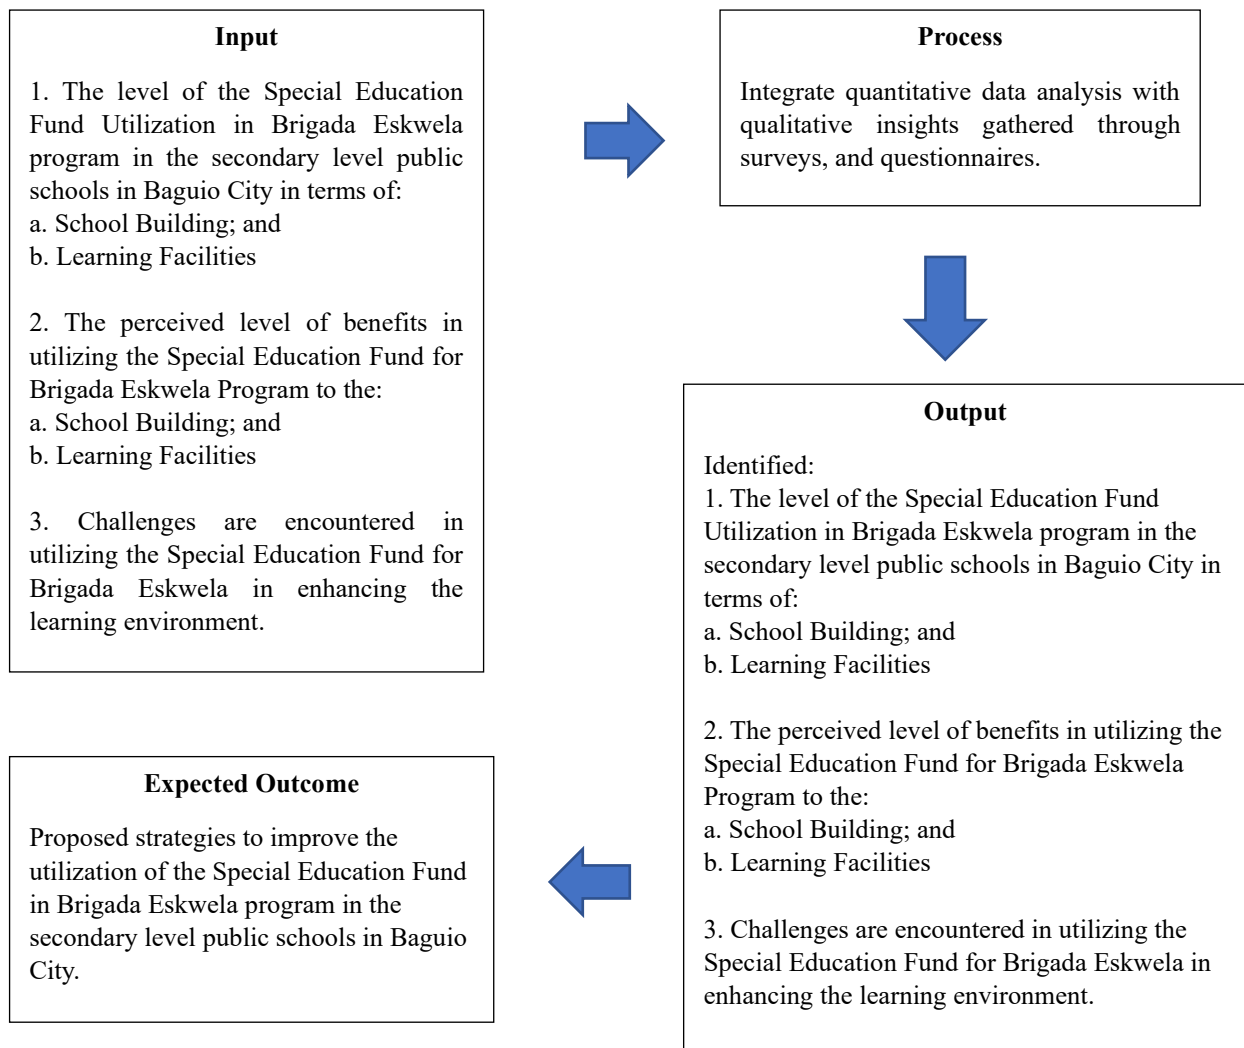 Input
1. The level of the Special Education
Fund Utilization in Brigada Eskwela
program in the secondary level public
schools in Baguio City in terms of:
a. School Building; and
b. Learning Facilities
2. The perceived level of benefits in
utilizing the Special Education Fund for
Brigada Eskwela Program to the:
a. School Building; and
b. Learning Facilities
3. Challenges are encountered in
utilizing the Special Education Fund for
Brigada Eskwela in enhancing the
learning environment.
Process
Integrate quantitative data analysis with
qualitative insights gathered through
surveys, and questionnaires.
Output
Identified:
1. The level of the Special Education Fund
Utilization in Brigada Eskwela program in the
secondary level public schools in Baguio City in
terms of:
a. School Building; and
b. Learning Facilities
2. The perceived level of benefits in utilizing the
Special Education Fund for Brigada Eskwela
Program to the:
a. School Building; and
b. Learning Facilities
3. Challenges are encountered in utilizing the
Special Education Fund for Brigada Eskwela in
enhancing the learning environment.
Expected Outcome
Proposed strategies to improve the
utilization of the Special Education Fund
in Brigada Eskwela program in the
secondary level public schools in Baguio
City.